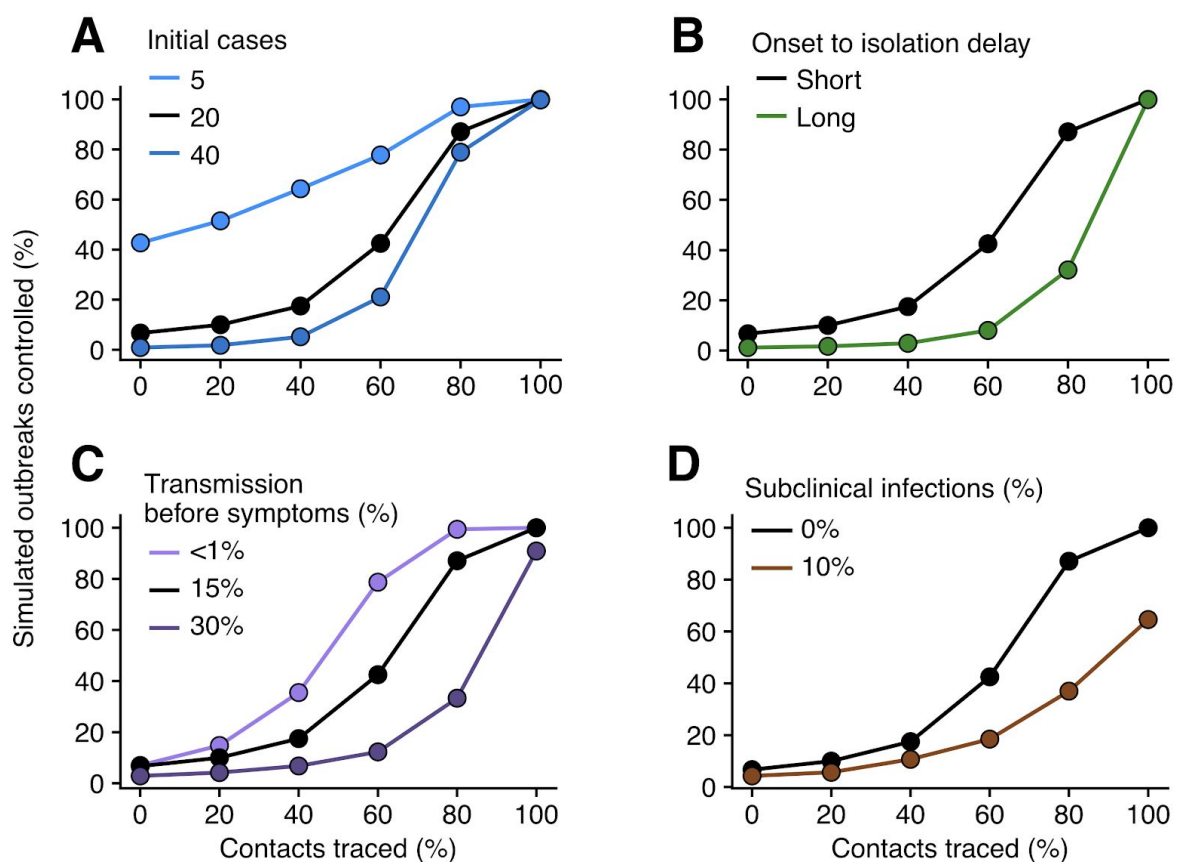 A
Initial cases
5
20
40
100
80
60
40
20
0
0 20 40 60 80 100
B
Onset to isolation delay
Short
Long
100
80
60
40
20
0
0 20 40 60 80 100
Simulated outbreaks controlled (%)
C
Transmission
before symptoms (%)
<1%
15%
30%
100
80
60
40
20
0
0 20 40 60 80 100
Contacts traced (%)
D
Subclinical infections (%)
0%
10%
100
80
60
40
20
0
0 20 40 60 80 100
Contacts traced (%)